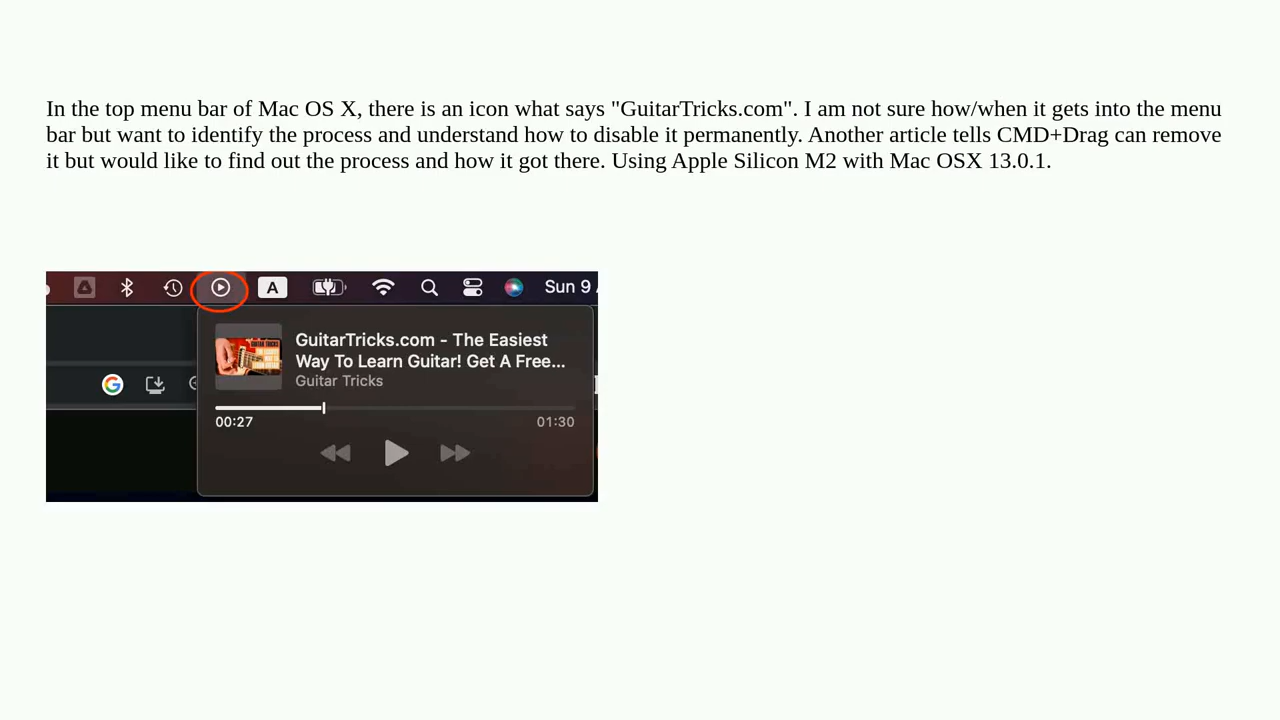 In the top menu bar of Mac OS X, there is an icon what says "GuitarTricks.com". I am not sure how/when it gets into the menu
bar but want to identify the process and understand how to disable it permanently. Another article tells CMD+Drag can remove
it but would like to find out the process and how it got there. Using Apple Silicon M2 with Mac OSX 13.0.1.
A
Sun 9
GuitarTricks.com - The Easiest
Way To Learn Guitar! Get A Free...
Guitar Tricks
00:27
01:30